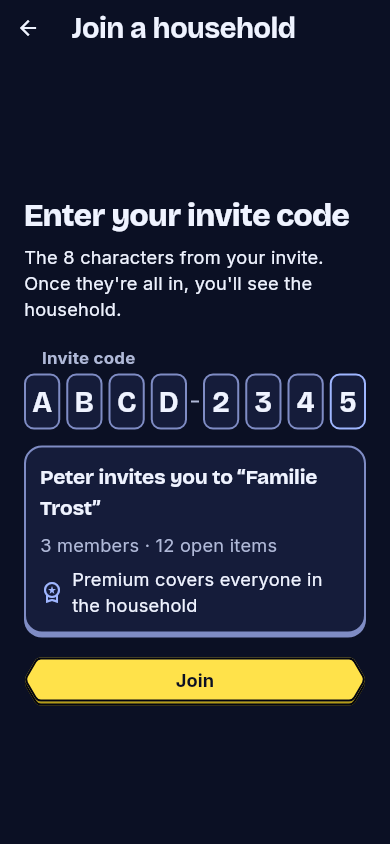 Join a household
Enter your invite code
The 8 characters from your invite.
Once they're all in, you'll see the
household.
Invite code
A B C D - 2 3 4 5
Peter invites you to “Familie
Trost”
3 members · 12 open items
Premium covers everyone in
the household
Join